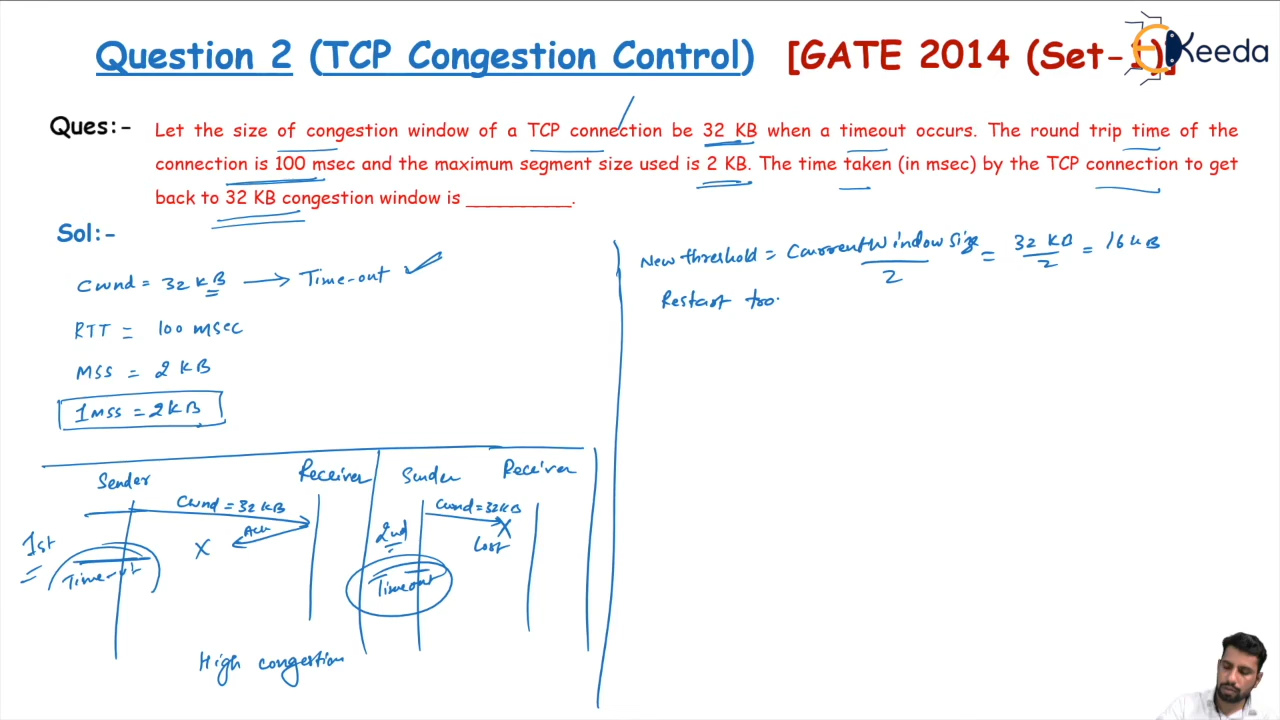 Question 2 (TCP Congestion Control) [GATE 2014 (Set-1)]
Keeda
Ques:- Let the size of congestion window of a TCP connection be 32 KB when a timeout occurs. The round trip time of the
connection is 100 msec and the maximum segment size used is 2 KB. The time taken (in msec) by the TCP connection to get
back to 32 KB congestion window is _________.
Sol:-
Cwnd = 32 KB → Time-out ✓
RTT = 100 msec
MSS = 2 KB
1 MSS = 2 KB
Sender Receiver
Cwnd = 32 KB
Ack
X
1st
Time-out
Sender Receiver
Cwnd = 32 KB
X
2nd
Lost
Timeout
High congestion
New threshold = Current Window Size / 2 = 32 KB / 2 = 16 KB
Restart